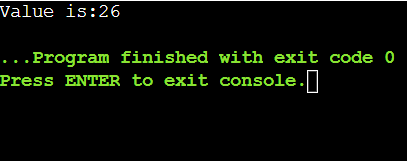 Value is:26
...Program finished with exit code 0
Press ENTER to exit console.